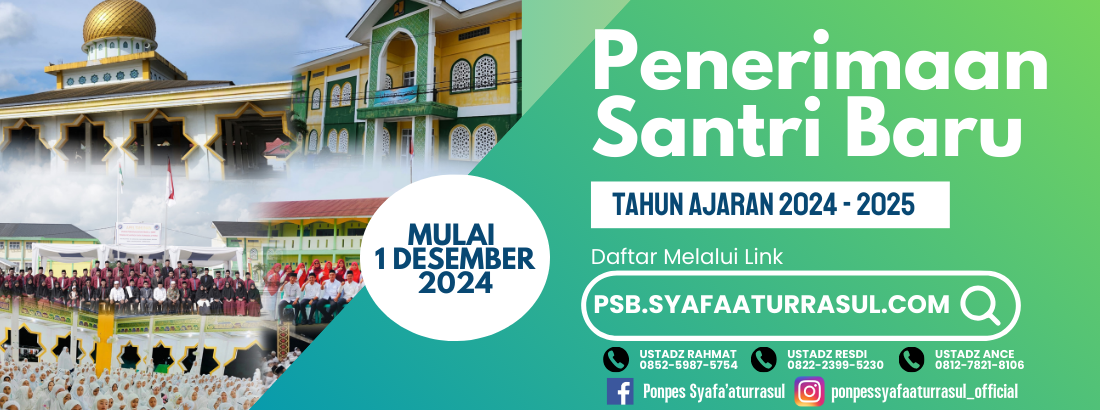 Penerimaan
Santri Baru
TAHUN AJARAN 2024 - 2025
MULAI
1 DESEMBER
2024
Daftar Melalui Link
PSB.SYAFAATURRASUL.COM
USTADZ RAHMAT
0852-5987-5754
USTADZ RESDI
0822-2399-5230
USTADZ ANCE
0812-7821-8106
Ponpes Syafa'aturrasul
ponpessyafaaturrasul_official